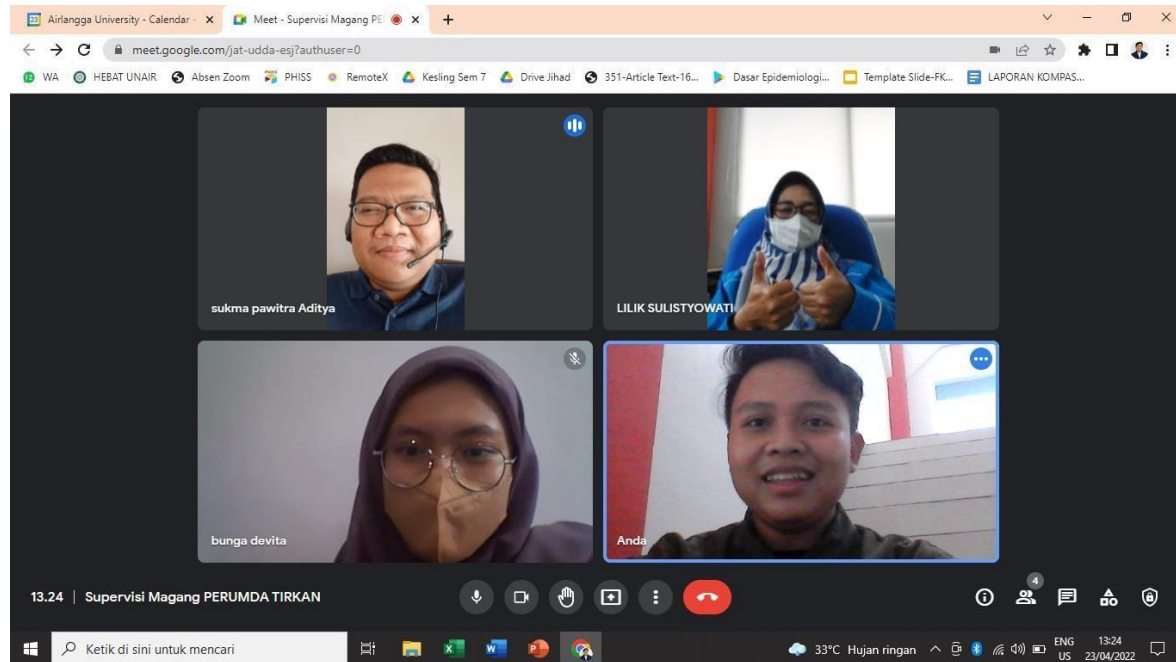 Airlangga University - Calendar -
Meet - Supervisi Magang PE
meet.google.com/jat-udda-esj?authuser=0
WA
HEBAT UNAIR
Absen Zoom
PHISS
RemoteX
Kesling Sem 7
Drive Jihad
351-Article Text-16...
Dasar Epidemiologi...
Template Slide-FK...
LAPORAN KOMPAS...
sukma pawitra Aditya
LILIK SULISTYOWATI
bunga devita
Anda
13.24 | Supervisi Magang PERUMDA TIRKAN
4
Ketik di sini untuk mencari
33°C Hujan ringan
ENG
US
13:24
23/04/2022